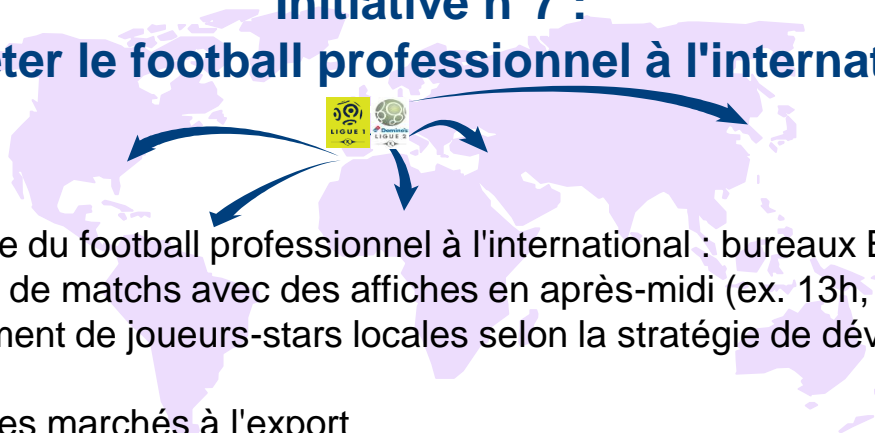 Initiative n°7 :
ter le football professionnel à l'internat
LIGUE 1
Domino's
LIGUE 2
e du football professionnel à l'international : bureaux
de matchs avec des affiches en après-midi (ex. 13h,
ment de joueurs-stars locales selon la stratégie de dév
es marchés à l'export